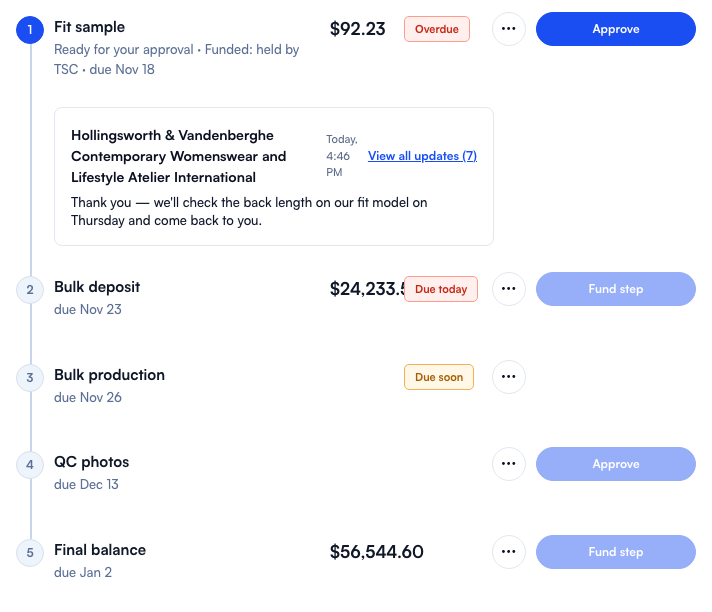 1
Fit sample
$92.23
Overdue
Approve
Ready for your approval · Funded: held by
TSC · due Nov 18
Hollingsworth & Vandenberghe
Contemporary Womenswear and
Lifestyle Atelier International
Today,
4:46
PM
View all updates (7)
Thank you — we'll check the back length on our fit model on
Thursday and come back to you.
2
Bulk deposit
Due today
Fund step
due Nov 23
3
Bulk production
Due soon
due Nov 26
4
QC photos
Approve
due Dec 13
5
Final balance
$56,544.60
Fund step
due Jan 2